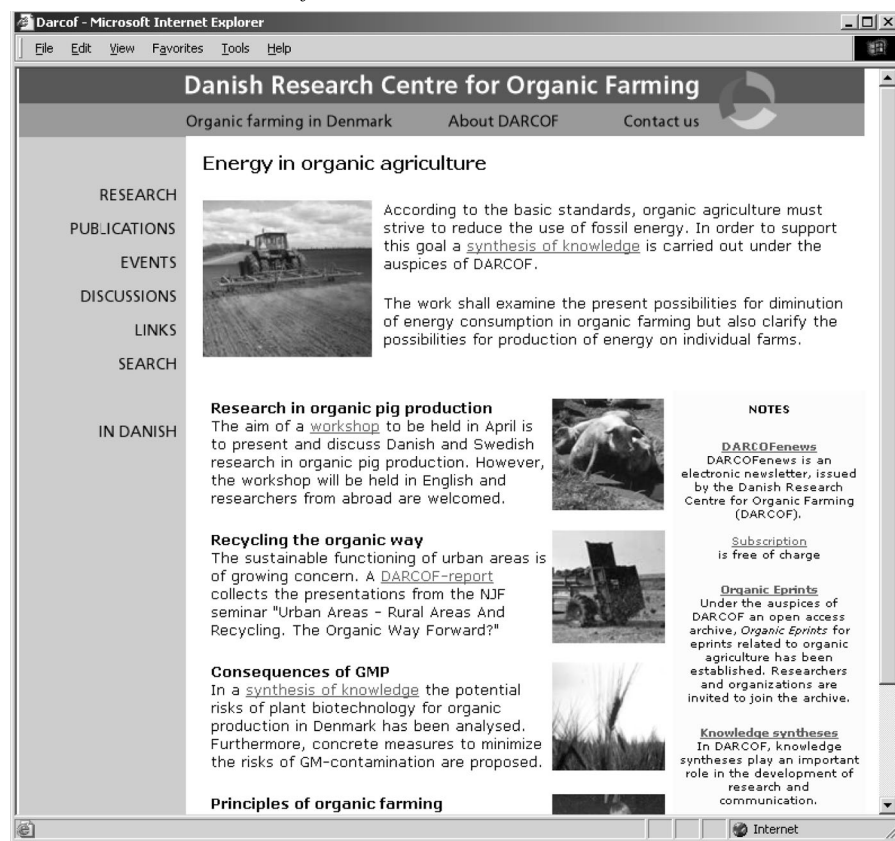 Darcof - Microsoft Internet Explorer
File Edit View Favorites Tools Help
Danish Research Centre for Organic Farming
Organic farming in Denmark About DARCOF Contact us
RESEARCH
PUBLICATIONS
EVENTS
DISCUSSIONS
LINKS
SEARCH
IN DANISH
Energy in organic agriculture
According to the basic standards, organic agriculture must
strive to reduce the use of fossil energy. In order to support
this goal a synthesis of knowledge is carried out under the
auspices of DARCOF.
The work shall examine the present possibilities for diminution
of energy consumption in organic farming but also clarify the
possibilities for production of energy on individual farms.
Research in organic pig production
The aim of a workshop to be held in April is
to present and discuss Danish and Swedish
research in organic pig production. However,
the workshop will be held in English and
researchers from abroad are welcomed.
Recycling the organic way
The sustainable functioning of urban areas is
of growing concern. A DARCOF-report
collects the presentations from the NJF
seminar "Urban Areas - Rural Areas And
Recycling. The Organic Way Forward?"
Consequences of GMP
In a synthesis of knowledge the potential
risks of plant biotechnology for organic
production in Denmark has been analysed.
Furthermore, concrete measures to minimize
the risks of GM-contamination are proposed.
Principles of organic farming
NOTES
DARCOFenews
DARCOFenews is an
electronic newsletter, issued
by the Danish Research
Centre for Organic Farming
(DARCOF).
Subscription
is free of charge
Organic Eprints
Under the auspices of
DARCOF an open access
archive, Organic Eprints for
eprints related to organic
agriculture has been
established. Researchers
and organizations are
invited to join the archive.
Knowledge syntheses
In DARCOF, knowledge
syntheses play an important
role in the development of
research and
communication.
Internet